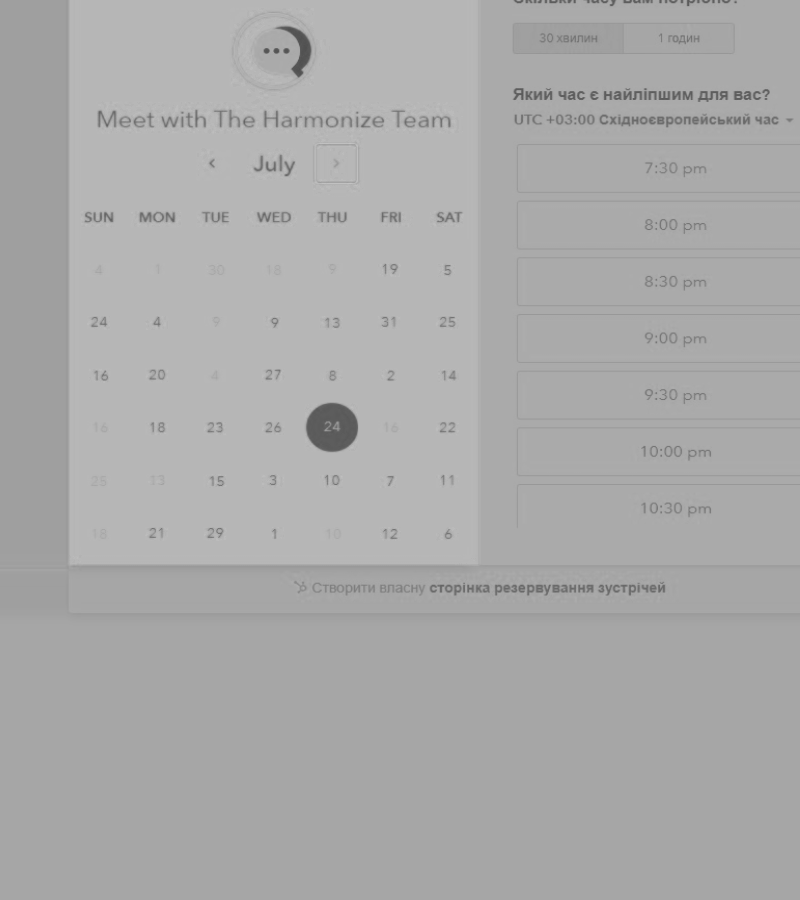 Скільки часу вам потрібно?
30 хвилин 1 годин
Meet with The Harmonize Team
Який час є найліпшим для вас?
UTC +03:00 Східноєвропейський час
July
7:30 pm
8:00 pm
8:30 pm
9:00 pm
9:30 pm
10:00 pm
10:30 pm
SUN MON TUE WED THU FRI SAT
4 1 30 18 9 19 5
24 4 9 9 13 31 25
16 20 4 27 8 2 14
16 18 23 26 24 16 22
25 13 15 3 10 7 11
18 21 29 1 10 12 6
Створити власну сторінка резервування зустрічей